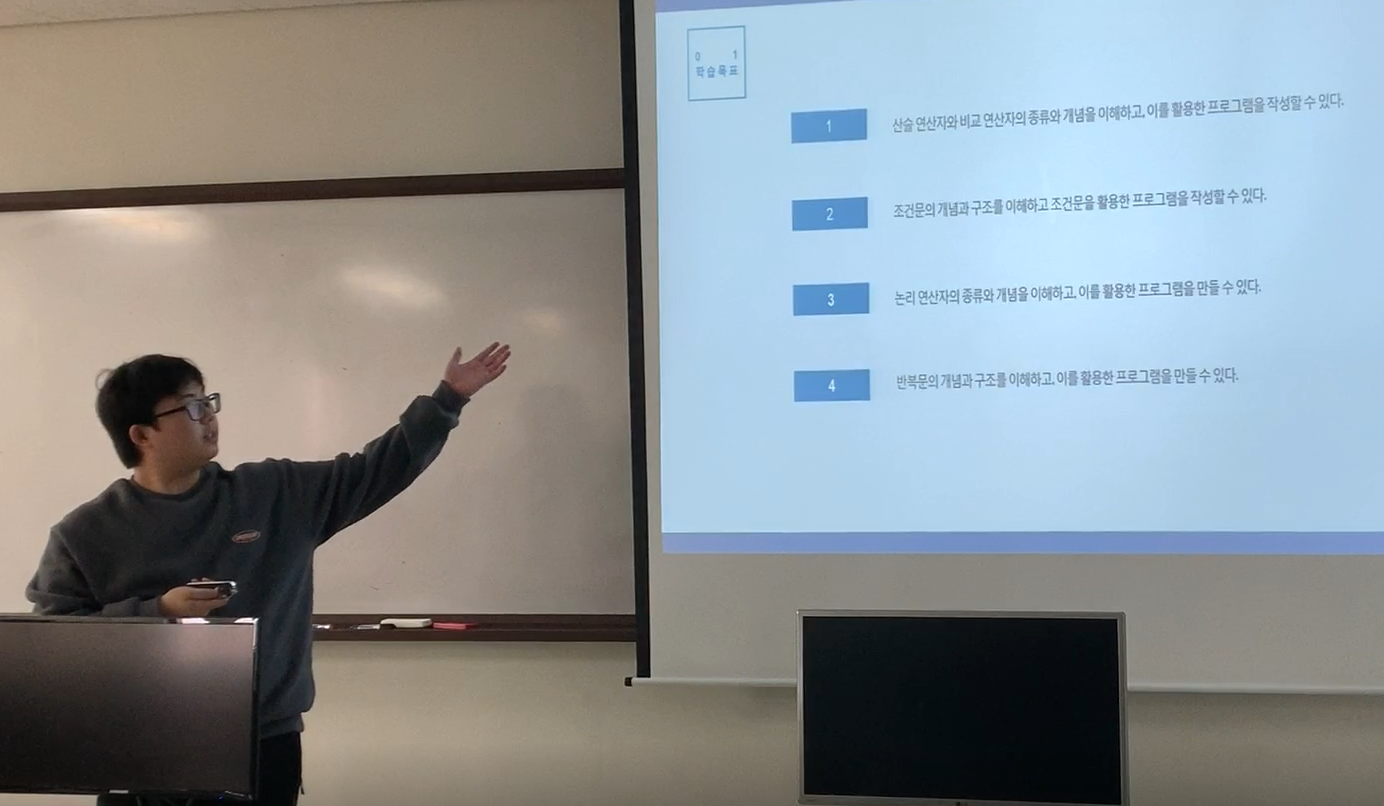 0 1
학습목표
1
산술 연산자와 비교 연산자의 종류와 개념을 이해하고, 이를 활용한 프로그램을 작성할 수 있다.
2
조건문의 개념과 구조를 이해하고 조건문을 활용한 프로그램을 작성할 수 있다.
3
논리 연산자의 종류와 개념을 이해하고, 이를 활용한 프로그램을 만들 수 있다.
4
반복문의 개념과 구조를 이해하고, 이를 활용한 프로그램을 만들 수 있다.